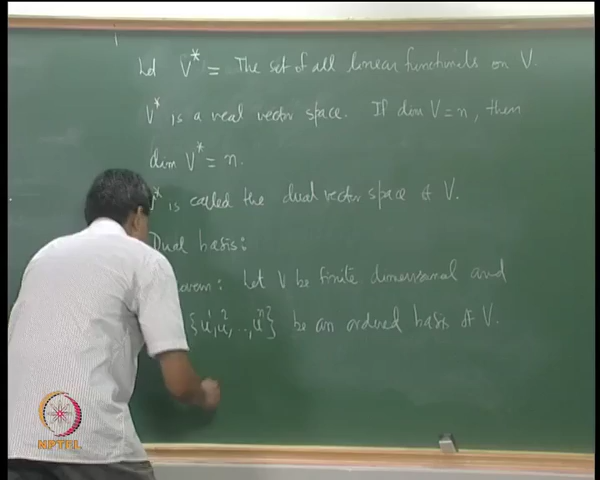 Let V* = The set of all linear functionals on V.
V* is a real vector space. If dim V = n, then
dim V* = n.
is called the dual vector space of V.
Dual basis:
Let V be finite dimensional and
{u¹, u², .., uⁿ} be an ordered basis of V.
NPTEL